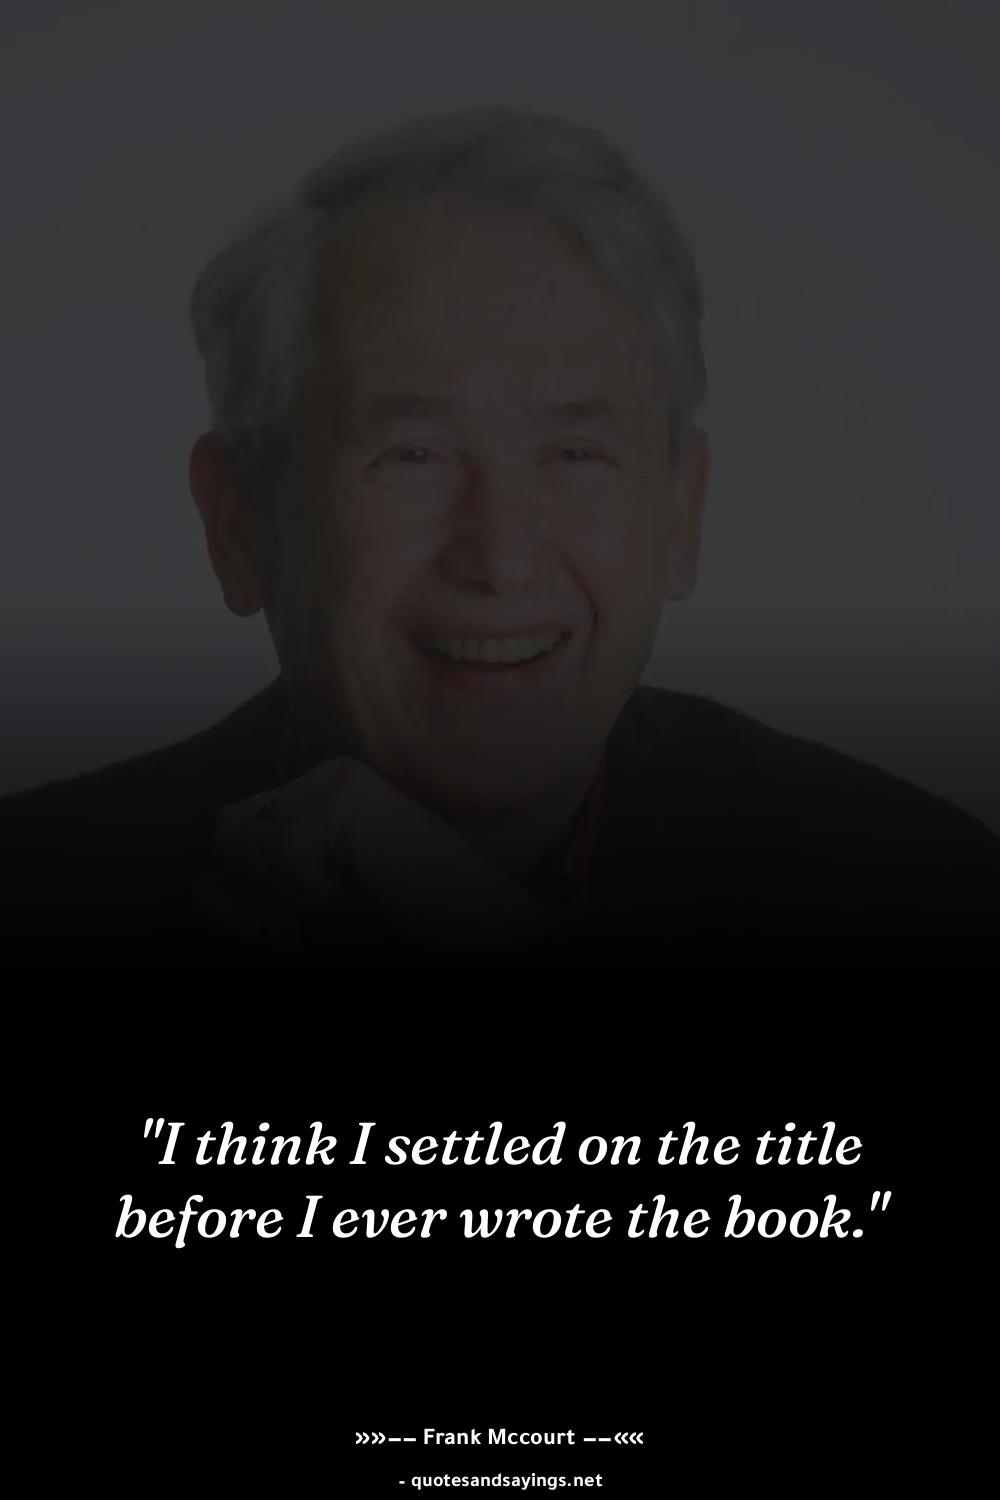 "I think I settled on the title
before I ever wrote the book."
»»−− Frank Mccourt −−««
- quotesandsayings.net